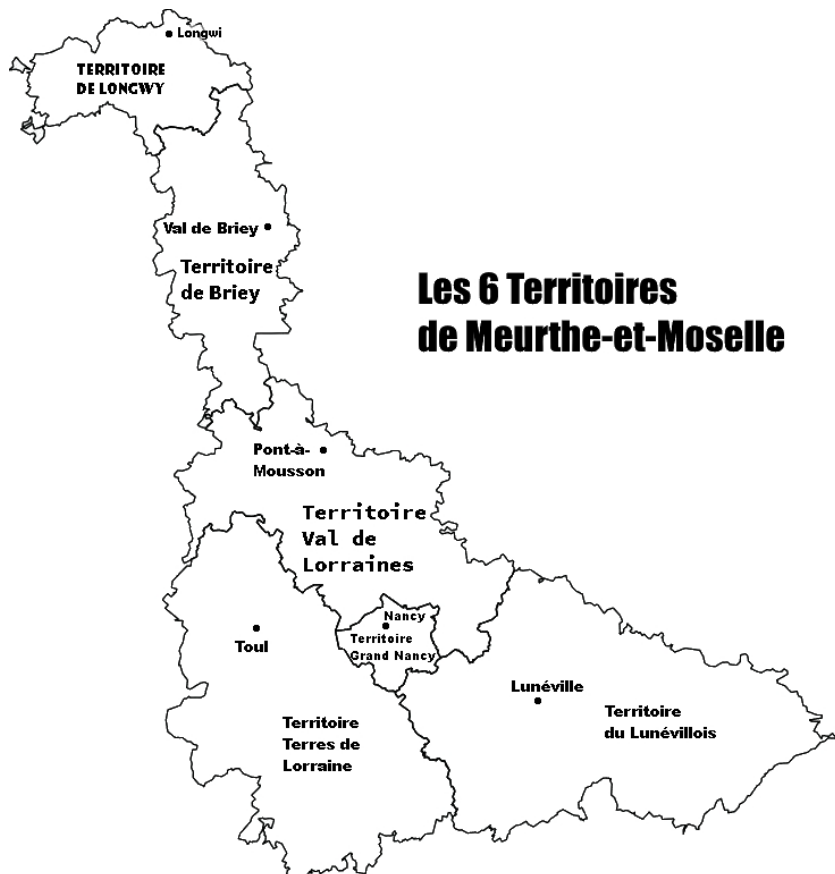 Longwi
TERRITOIRE
DE LONGWY
Val de Briey
Territoire
de Briey
Les 6 Territoires
de Meurthe-et-Moselle
Pont-à-
Mousson
Territoire
Val de
Lorraines
Nancy
Territoire
Grand Nancy
Toul
Lunéville
Territoire
du Lunévillois
Territoire
Terres de
Lorraine